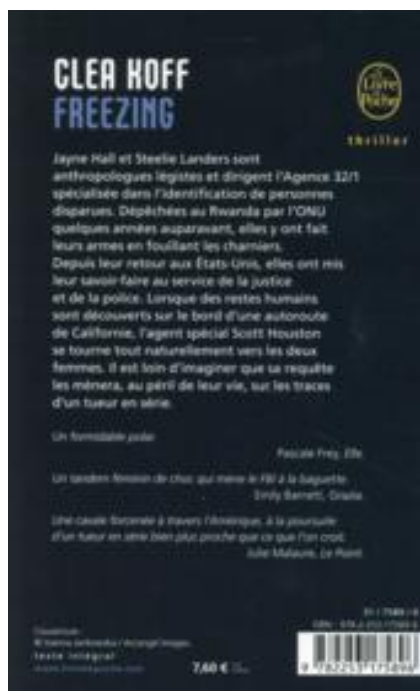 CLEA KOFF
FREEZING
Le Livre de Poche
thriller
Jayne Hall et Steelie Landers sont
anthropologues légistes et dirigent l'Agence 32/1
spécialisée dans l'identification de personnes
disparues. Dépêchées au Rwanda par l'ONU
quelques années auparavant, elles y ont fait
leurs armes en fouillant les charniers.
Depuis leur retour aux États-Unis, elles ont mis
leur savoir-faire au service de la justice
et de la police. Lorsque des restes humains
sont découverts sur le bord d'une autoroute
de Californie, l'agent spécial Scott Houston
se tourne tout naturellement vers les deux
femmes. Il est loin d'imaginer que sa requête
les mènera, au péril de leur vie, sur les traces
d'un tueur en série.
Un formidable polar.
Pascale Frey, Elle.
Un tandem féminin de choc qui mène le FBI à la baguette.
Emily Barnett, Grazia.
Une cavale forcenée à travers l'Amérique, à la poursuite
d'un tueur en série bien plus proche que ce que l'on croit.
Julie Malaure, Le Point.
Couverture :
/ Arcangel Images.
texte intégral
7,60 €